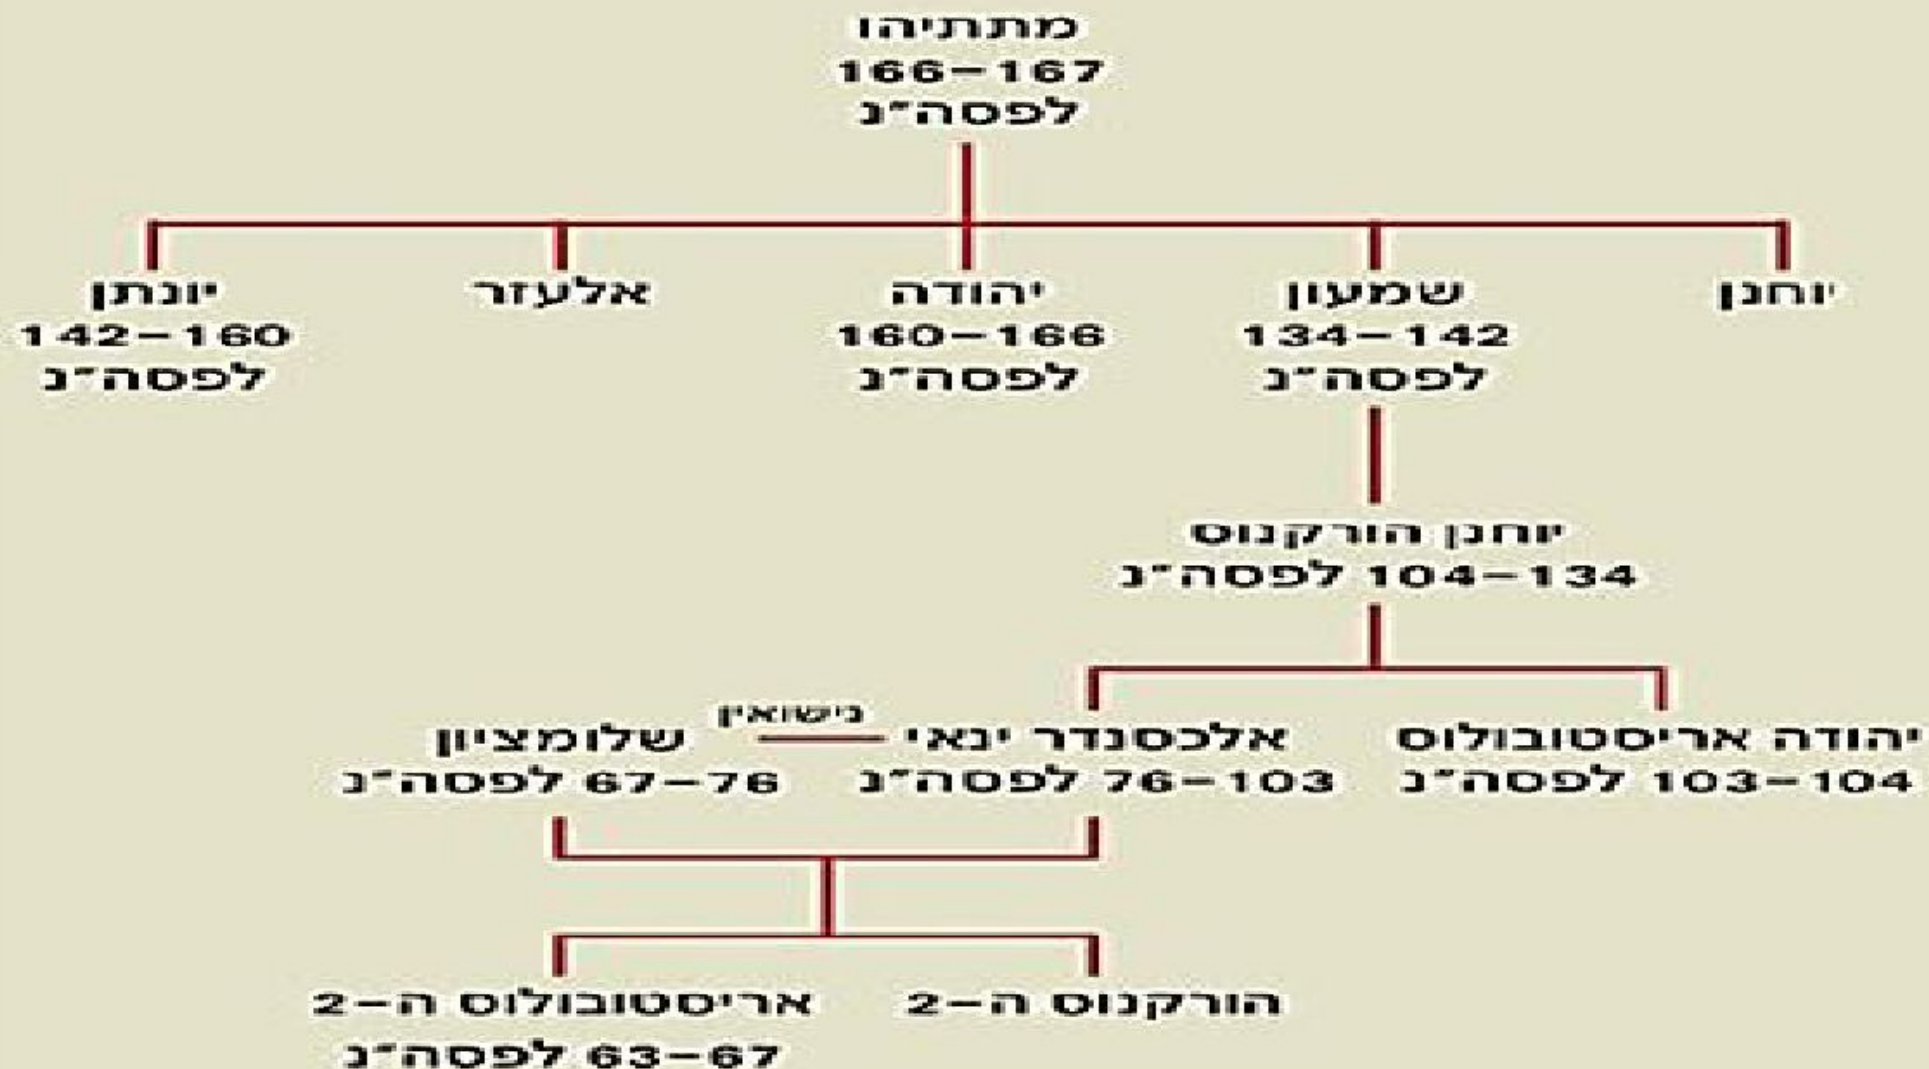 מתתיהו
166–167
לפסה״נ
יוחנן
שמעון
134–142
לפסה״נ
יהודה
160–166
לפסה״נ
אלעזר
יונתן
142–160
לפסה״נ
יוחנן הורקנוס
104–134 לפסה״נ
יהודה אריסטובולוס
103–104 לפסה״נ
אלכסנדר ינאי
76–103 לפסה״נ
נישואין
שלומציון
67–76 לפסה״נ
הורקנוס ה–2
אריסטובולוס ה–2
63–67 לפסה״נ